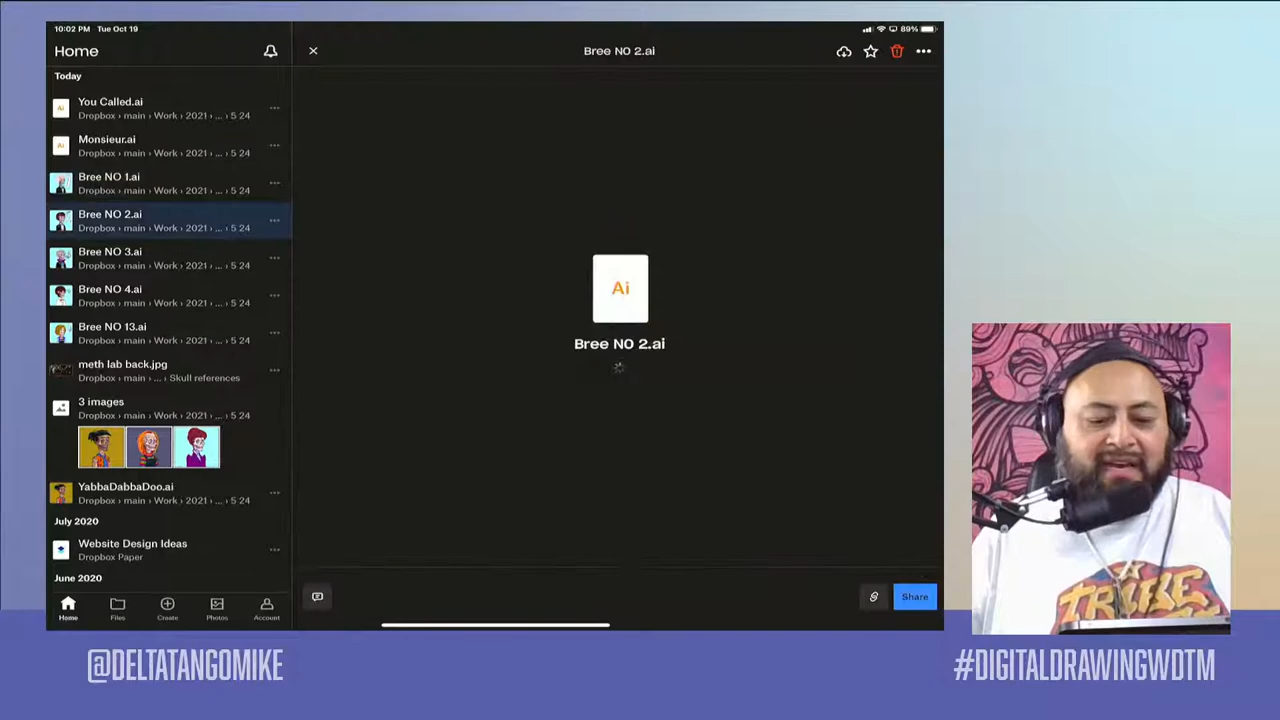 10:02 PM Tue Oct 19
89%
Home
Bree NO 2.ai
Today
Ai
You Called.ai
Dropbox › main › Work › 2021 › ... › 5 24
Ai
Monsieur.ai
Dropbox › main › Work › 2021 › ... › 5 24
Bree NO 1.ai
Dropbox › main › Work › 2021 › ... › 5 24
Bree NO 2.ai
Dropbox › main › Work › 2021 › ... › 5 24
Bree NO 3.ai
Dropbox › main › Work › 2021 › ... › 5 24
Bree NO 4.ai
Dropbox › main › Work › 2021 › ... › 5 24
Bree NO 13.ai
Dropbox › main › Work › 2021 › ... › 5 24
meth lab back.jpg
Dropbox › main › ... › Skull references
3 images
Dropbox › main › Work › 2021 › ... › 5 24
YabbaDabbaDoo.ai
Dropbox › main › Work › 2021 › ... › 5 24
July 2020
Website Design Ideas
Dropbox Paper
June 2020
Home
Files
Create
Photos
Account
Ai
Bree NO 2.ai
Share
TRIBE
@DELTATANGOMIKE
#DIGITALDRAWINGWDTM